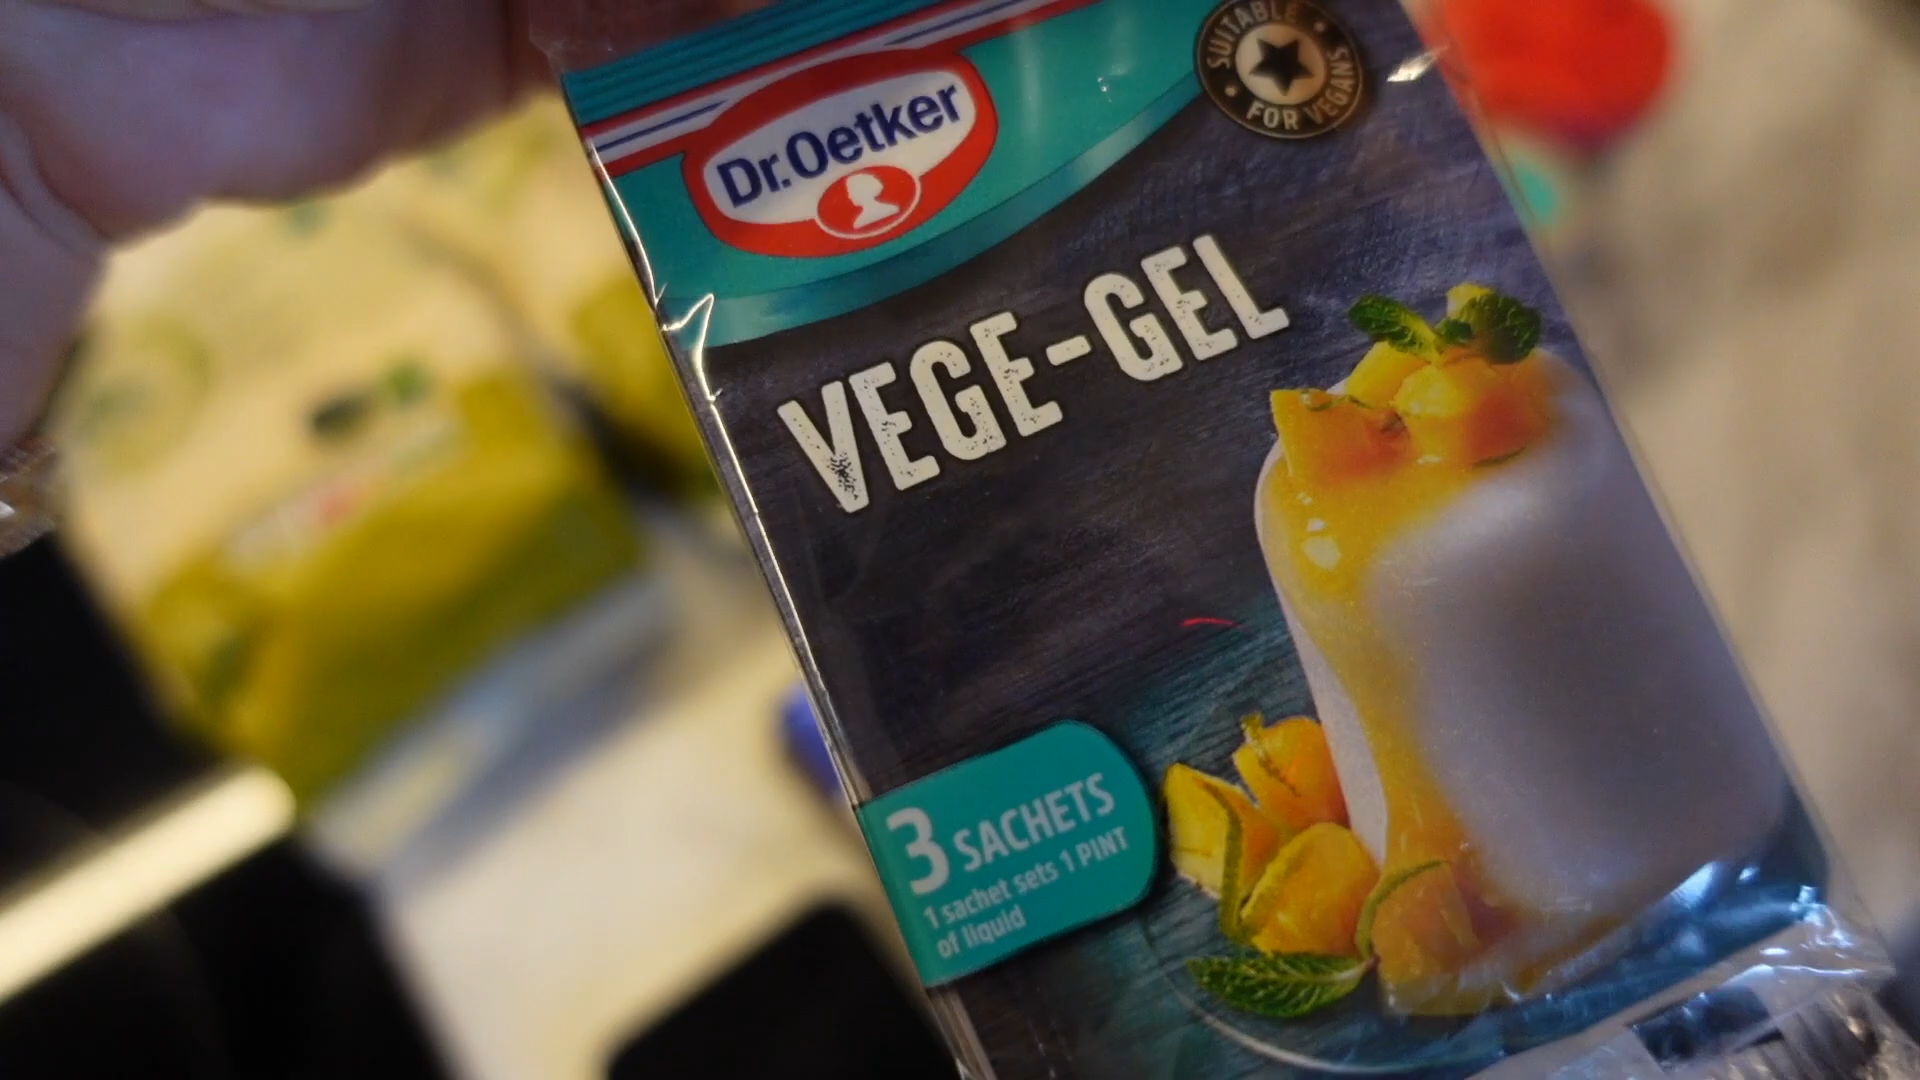 SUITABLE FOR VEGANS
Dr.Oetker
VEGE-GEL
3 SACHETS
1 sachet sets 1 PINT
of liquid